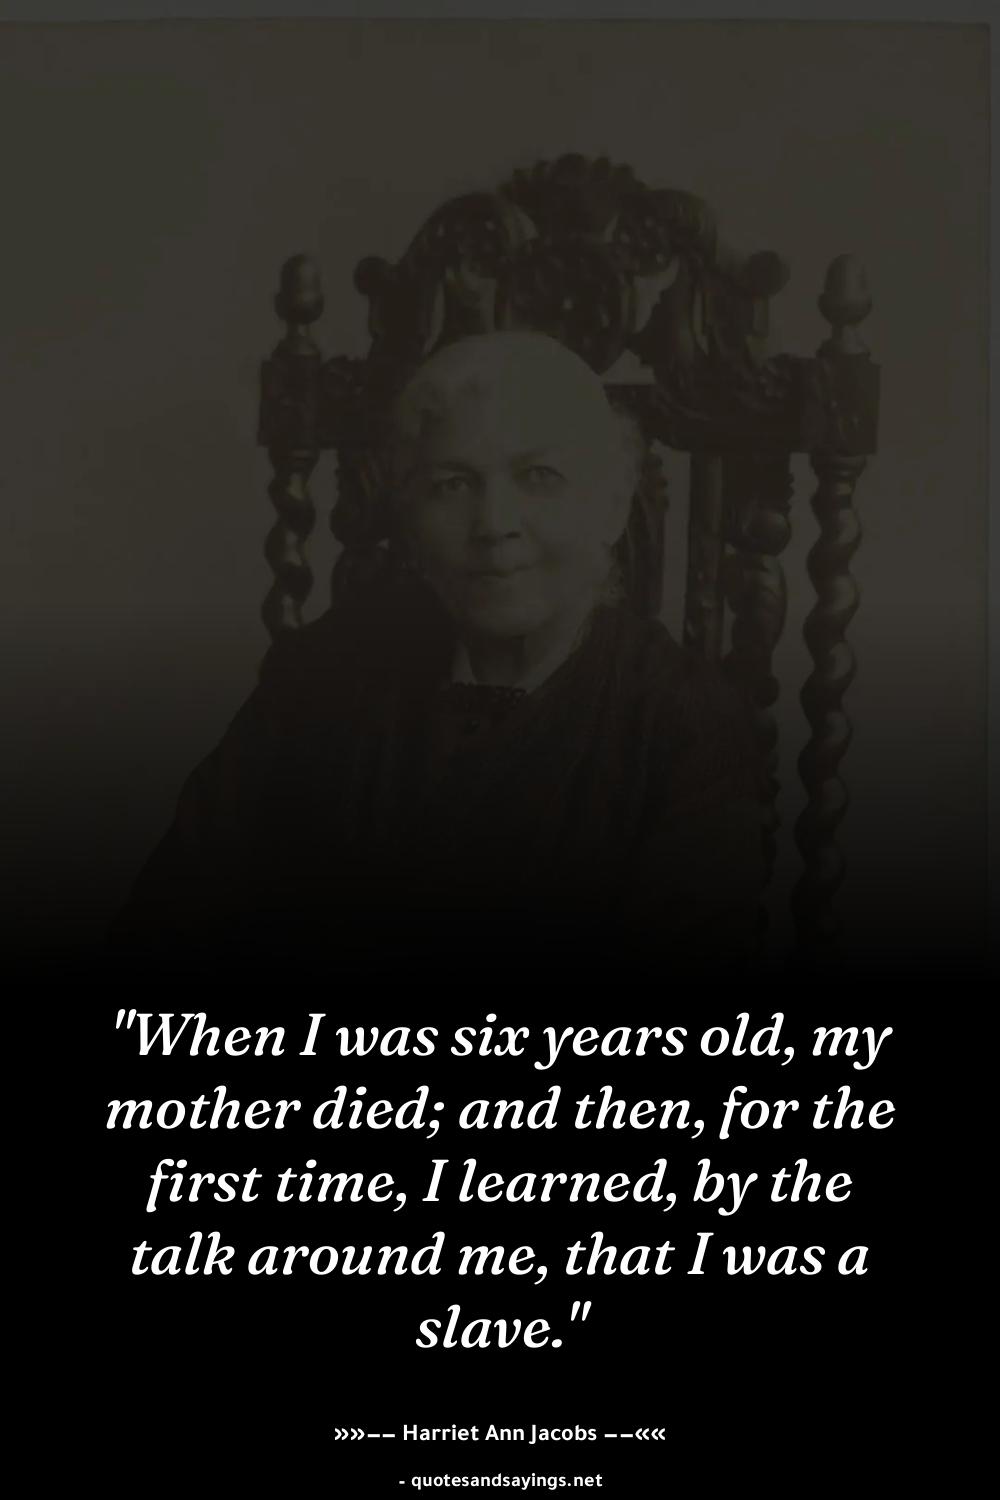 "When I was six years old, my
mother died; and then, for the
first time, I learned, by the
talk around me, that I was a
slave."
»»−− Harriet Ann Jacobs −−««
- quotesandsayings.net